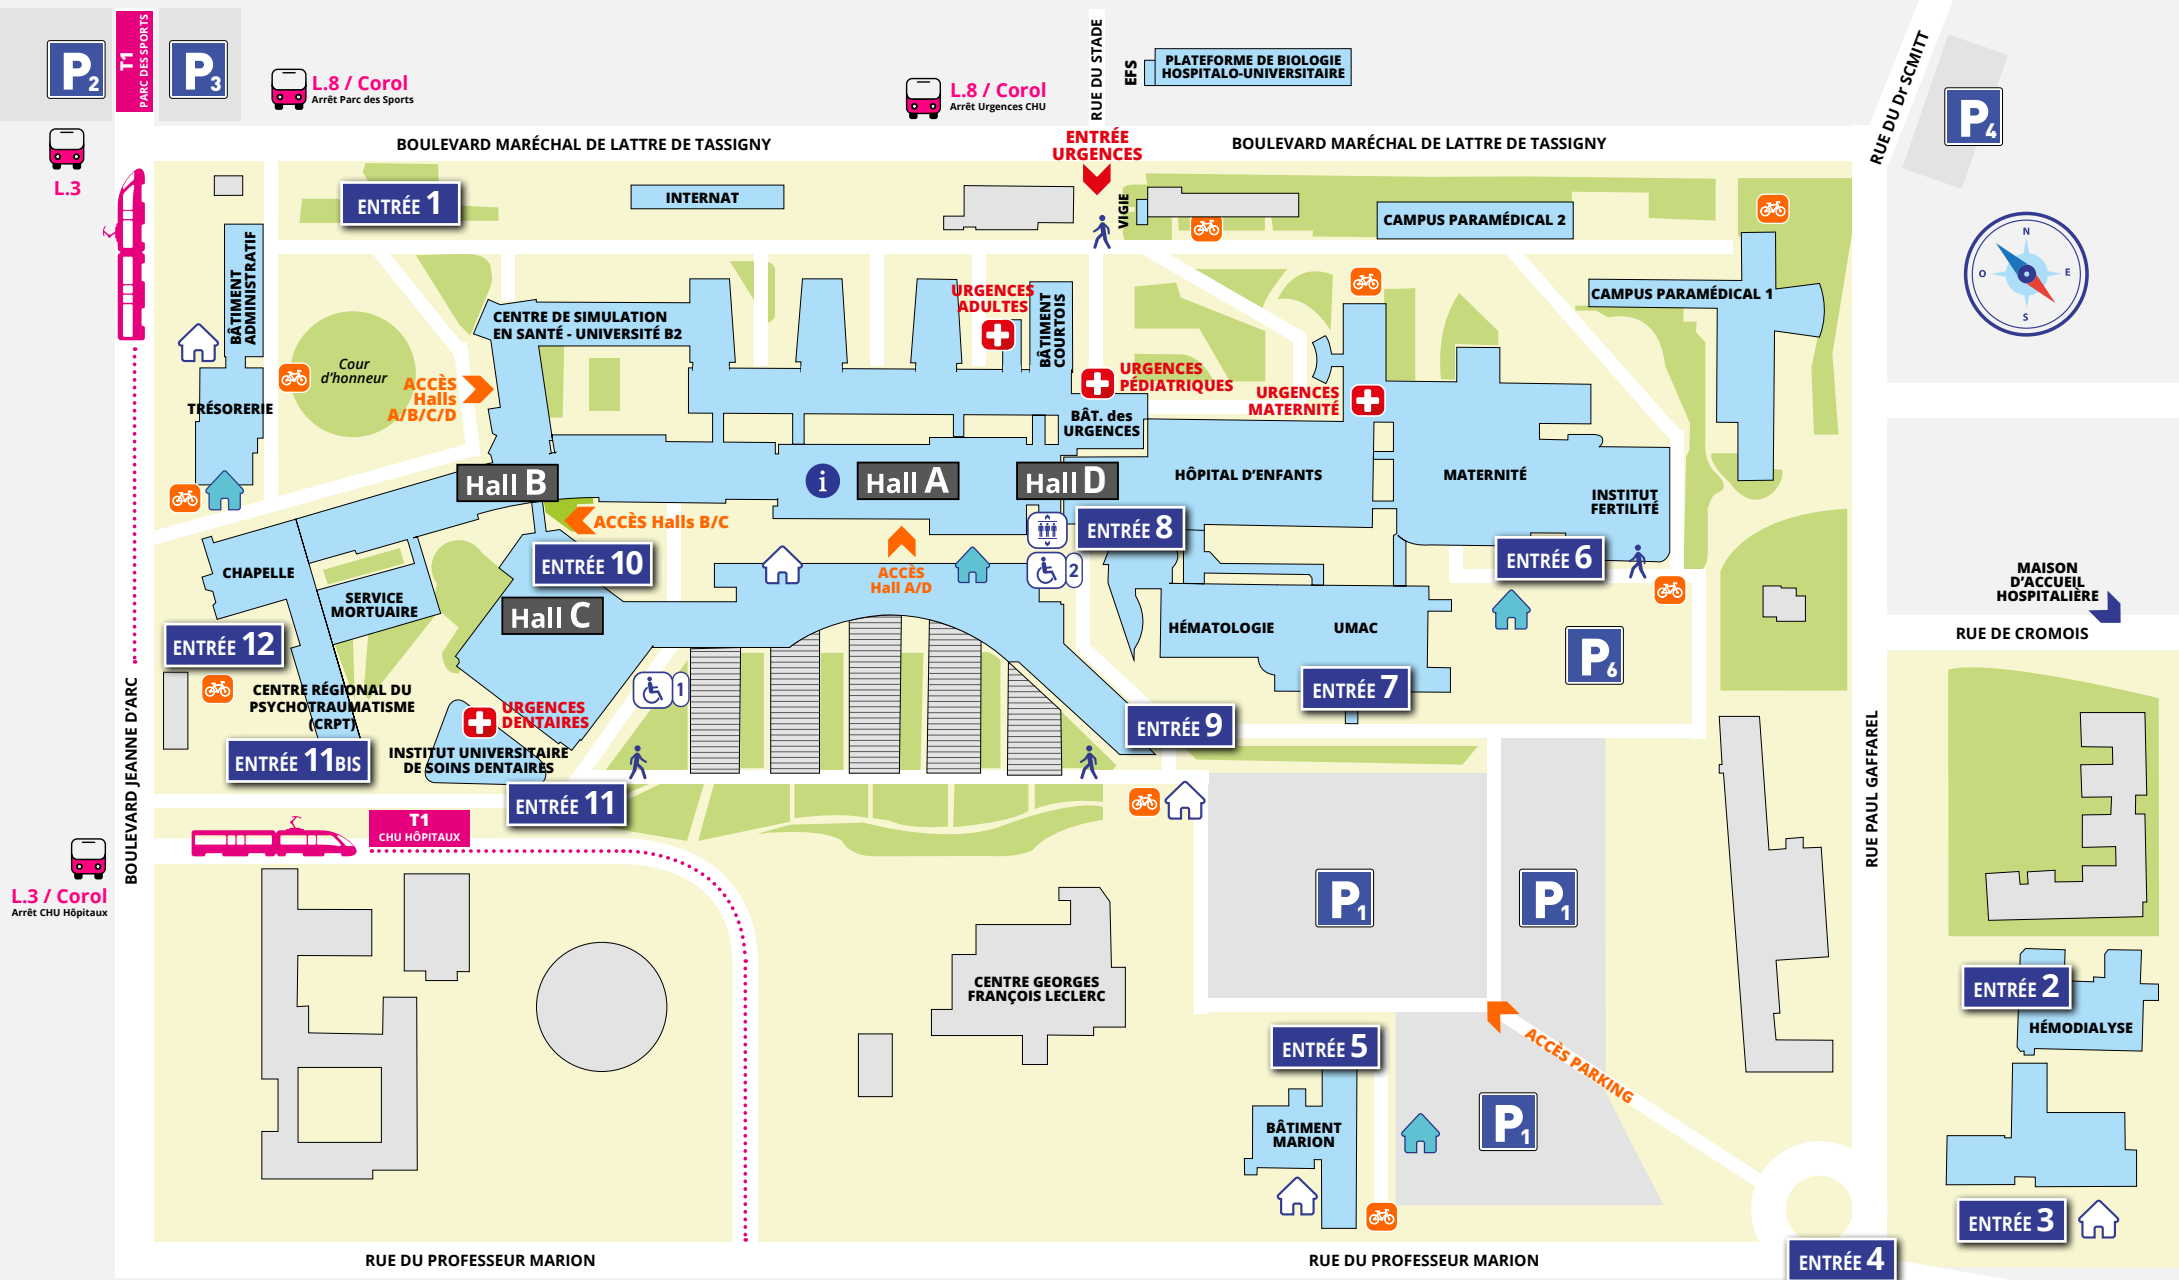 P2
T1
PARC DES SPORTS
P3
L.8 / Corol
Arrêt Parc des Sports
L.8 / Corol
Arrêt Urgences CHU
RUE DU STADE
EFS
PLATEFORME DE BIOLOGIE
HOSPITALO-UNIVERSITAIRE
RUE DU Dr SCMITT
P4
L.3
BOULEVARD MARÉCHAL DE LATTRE DE TASSIGNY
ENTRÉE
URGENCES
BOULEVARD MARÉCHAL DE LATTRE DE TASSIGNY
ENTRÉE 1
INTERNAT
VIGIE
CAMPUS PARAMÉDICAL 2
N
O
E
S
BÂTIMENT
ADMINISTRATIF
CENTRE DE SIMULATION
EN SANTÉ - UNIVERSITÉ B2
URGENCES
ADULTES
BÂTIMENT
COURTOIS
CAMPUS PARAMÉDICAL 1
Cour
d'honneur
ACCÈS
Halls
A/B/C/D
URGENCES
PÉDIATRIQUES
URGENCES
MATERNITÉ
TRÉSORERIE
BÂT. des
URGENCES
Hall B
i
Hall A
Hall D
HÔPITAL D'ENFANTS
MATERNITÉ
INSTITUT
FERTILITÉ
ACCÈS Halls B/C
ENTRÉE 8
ENTRÉE 10
ENTRÉE 6
CHAPELLE
ACCÈS
Hall A/D
2
SERVICE
MORTUAIRE
Hall C
HÉMATOLOGIE
UMAC
MAISON
D'ACCUEIL
HOSPITALIÈRE
RUE DE CROMOIS
ENTRÉE 12
P6
CENTRE RÉGIONAL DU
PSYCHOTRAUMATISME
(CRPT)
1
ENTRÉE 7
URGENCES
DENTAIRES
ENTRÉE 9
ENTRÉE 11BIS
INSTITUT UNIVERSITAIRE
DE SOINS DENTAIRES
ENTRÉE 11
BOULEVARD JEANNE D'ARC
RUE PAUL GAFFAREL
T1
CHU HÔPITAUX
L.3 / Corol
Arrêt CHU Hôpitaux
P1
P1
CENTRE GEORGES
FRANÇOIS LECLERC
ENTRÉE 2
HÉMODIALYSE
ENTRÉE 5
ACCÈS PARKING
BÂTIMENT
MARION
P1
ENTRÉE 3
RUE DU PROFESSEUR MARION
RUE DU PROFESSEUR MARION
ENTRÉE 4